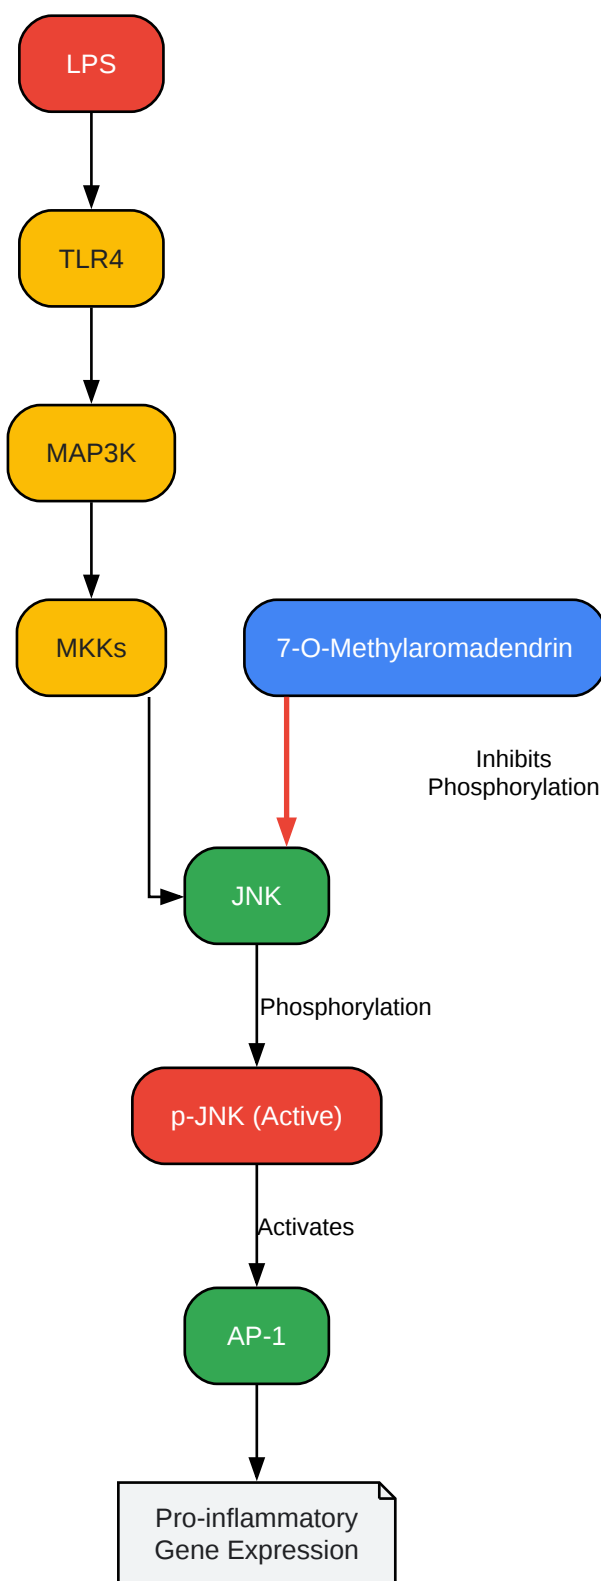 LPS
TLR4
MAP3K
MKKs
7-O-Methylaromadendrin
Inhibits
Phosphorylation
JNK
Phosphorylation
p-JNK (Active)
Activates
AP-1
Pro-inflammatory
Gene Expression